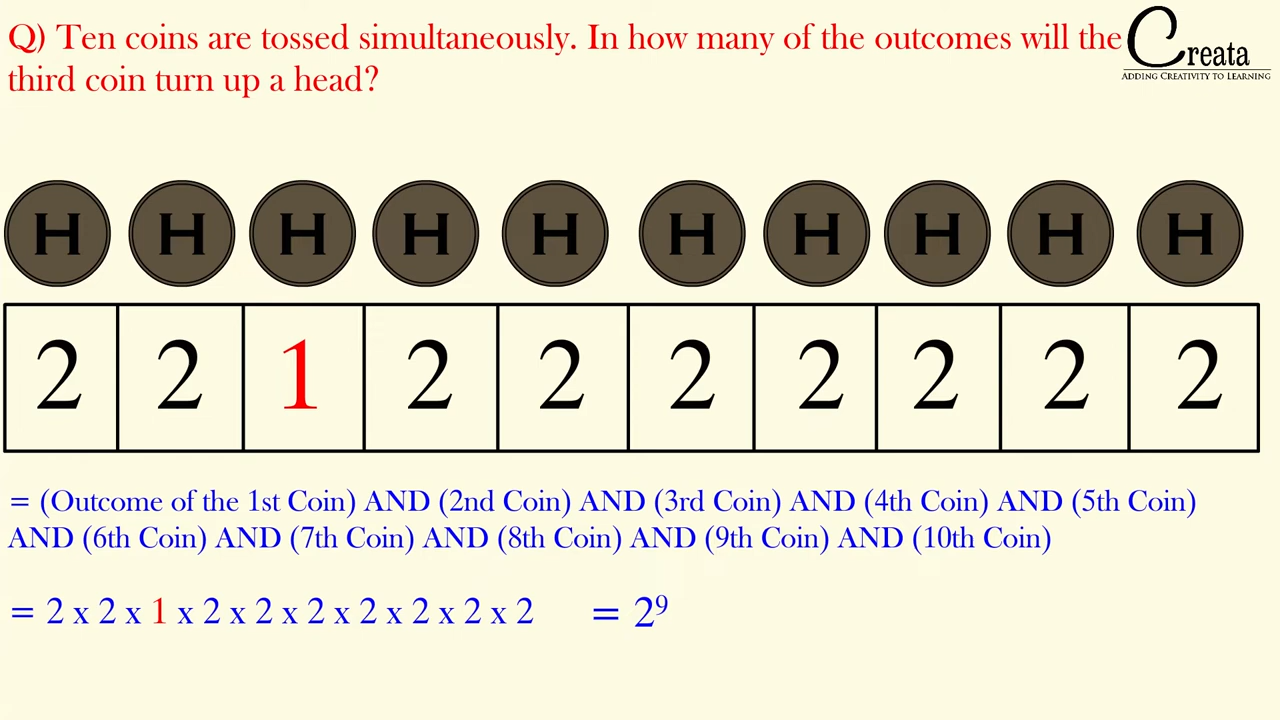 Q) Ten coins are tossed simultaneously. In how many of the outcomes will the
third coin turn up a head?
Creata
ADDING CREATIVITY TO LEARNING
H H H H H H H H H H
2 2 1 2 2 2 2 2 2 2
= (Outcome of the 1st Coin) AND (2nd Coin) AND (3rd Coin) AND (4th Coin) AND (5th Coin)
AND (6th Coin) AND (7th Coin) AND (8th Coin) AND (9th Coin) AND (10th Coin)
= 2 x 2 x 1 x 2 x 2 x 2 x 2 x 2 x 2 x 2 = 2⁹